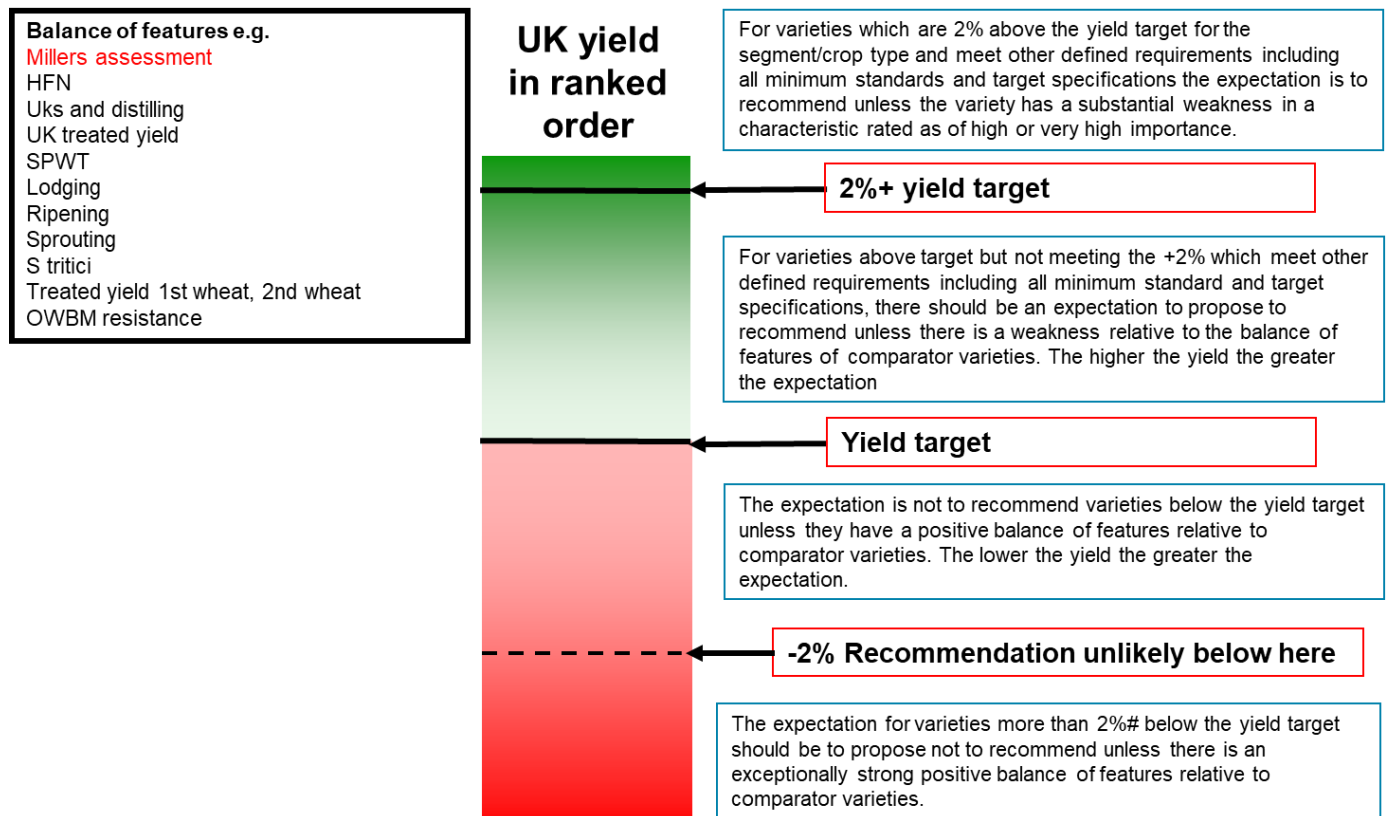 Balance of features e.g.
Millers assessment
HFN
Uks and distilling
UK treated yield
SPWT
Lodging
Ripening
Sprouting
S tritici
Treated yield 1st wheat, 2nd wheat
OWBM resistance
UK yield
in ranked
order
For varieties which are 2% above the yield target for the
segment/crop type and meet other defined requirements including
all minimum standards and target specifications the expectation is to
recommend unless the variety has a substantial weakness in a
characteristic rated as of high or very high importance.
2%+ yield target
For varieties above target but not meeting the +2% which meet other
defined requirements including all minimum standard and target
specifications, there should be an expectation to propose to
recommend unless there is a weakness relative to the balance of
features of comparator varieties. The higher the yield the greater
the expectation
Yield target
The expectation is not to recommend varieties below the yield target
unless they have a positive balance of features relative to
comparator varieties. The lower the yield the greater the
expectation.
-2% Recommendation unlikely below here
The expectation for varieties more than 2%# below the yield target
should be to propose not to recommend unless there is an
exceptionally strong positive balance of features relative to
comparator varieties.